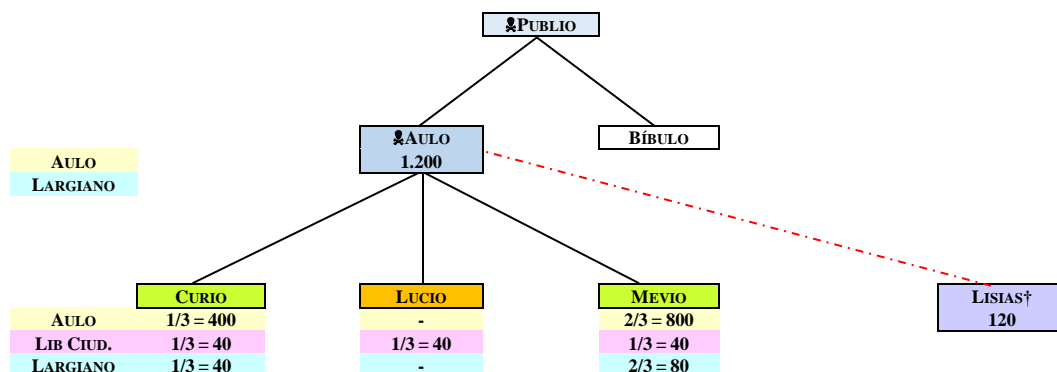 ☠PUBLIO
☠AULO
1.200
BÍBULO
AULO
LARGIANO
CURIO
LUCIO
MEVIO
LISIAS†
120
AULO 1/3 = 400 - 2/3 = 800
LIB CIUD. 1/3 = 40 1/3 = 40 1/3 = 40
LARGIANO 1/3 = 40 - 2/3 = 80